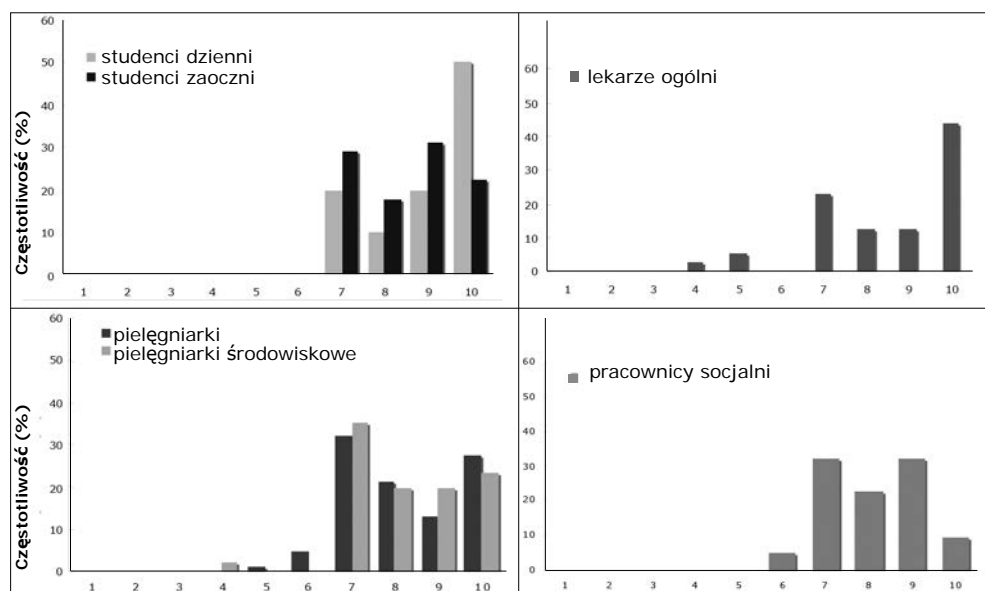 60
50
40
30
20
10
0
Częstotliwość (%)
studenci dzienni
studenci zaoczni
1 2 3 4 5 6 7 8 9 10
60
50
40
30
20
10
0
lekarze ogólni
1 2 3 4 5 6 7 8 9 10
60
50
40
30
20
10
0
Częstotliwość (%)
pielęgniarki
pielęgniarki środowiskowe
1 2 3 4 5 6 7 8 9 10
60
50
40
30
20
10
0
pracownicy socjalni
1 2 3 4 5 6 7 8 9 10